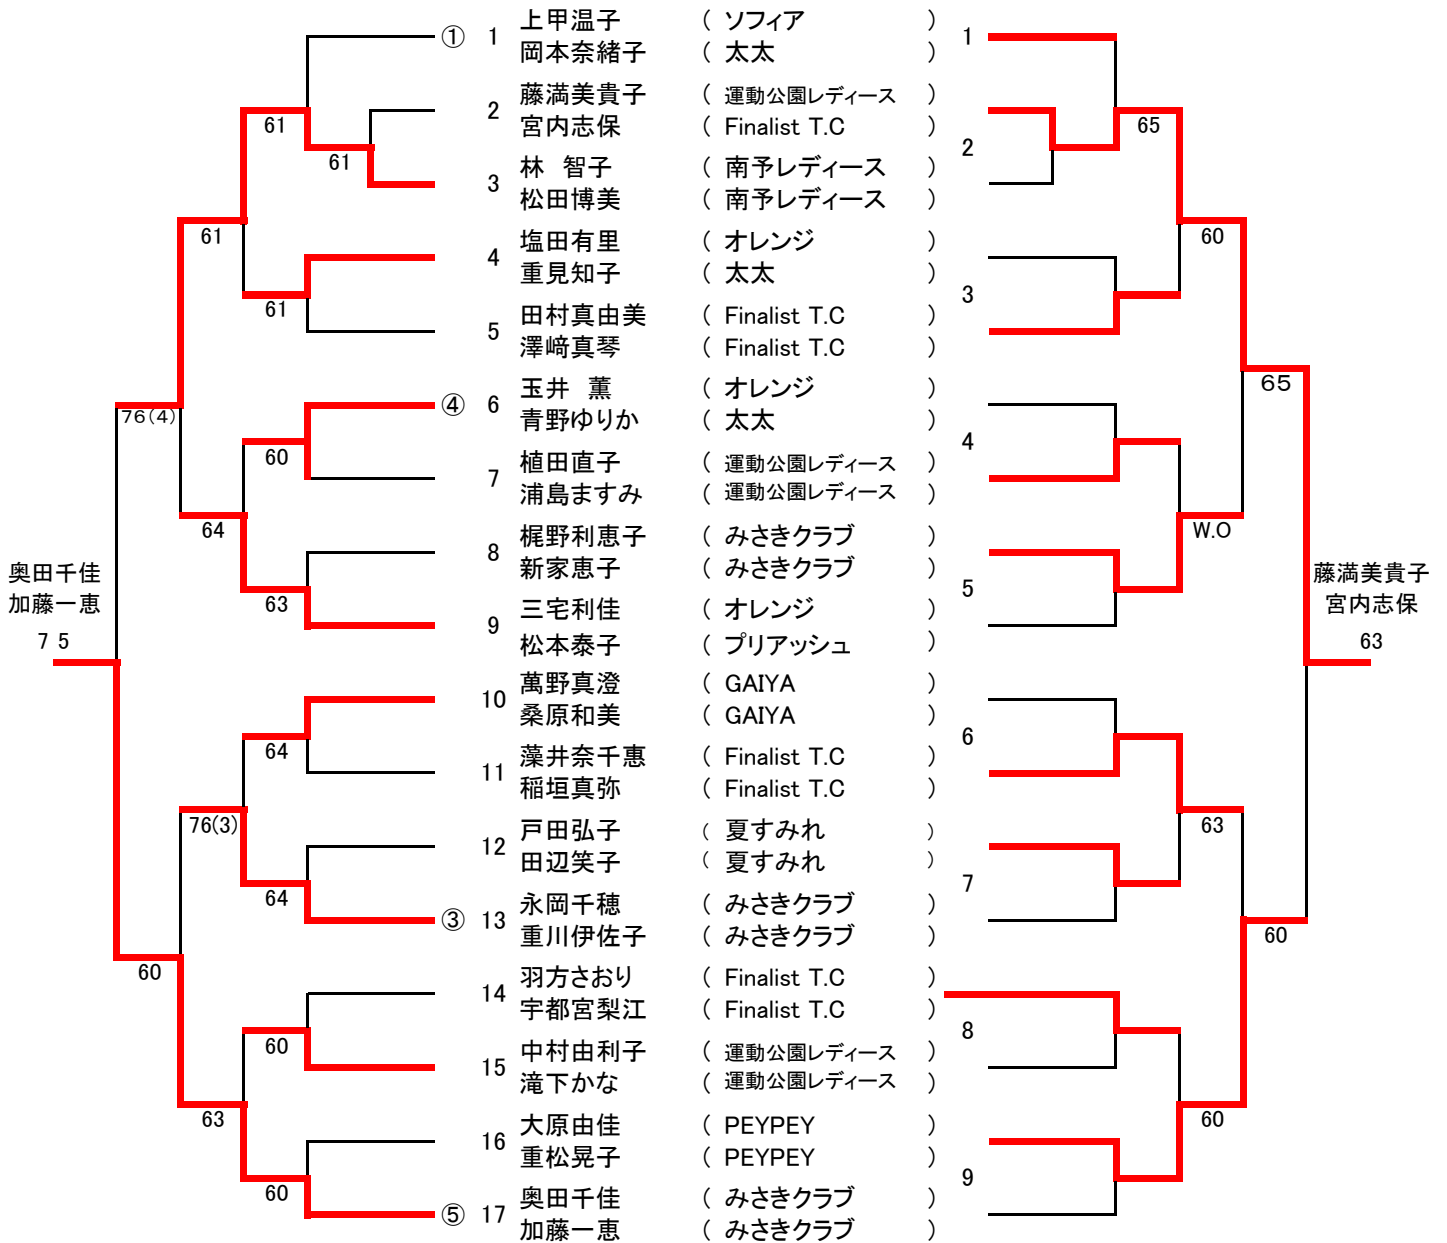 ① 1 上甲温子 ( ソフィア ) 1
岡本奈緒子 ( 太太 )
2 藤満美貴子 ( 運動公園レディース )
61 宮内志保 ( Finalist T.C ) 65
61 2
3 林 智子 ( 南予レディース )
松田博美 ( 南予レディース )
61 4 塩田有里 ( オレンジ ) 60
重見知子 ( 太太 )
61 3
5 田村真由美 ( Finalist T.C )
澤﨑真琴 ( Finalist T.C )
76(4) ④ 6 玉井 薫 ( オレンジ ) 65
青野ゆりか ( 太太 )
60 4
7 植田直子 ( 運動公園レディース )
浦島ますみ ( 運動公園レディース )
64 W.O
8 梶野利恵子 ( みさきクラブ )
新家恵子 ( みさきクラブ )
63 5
9 三宅利佳 ( オレンジ )
松本泰子 ( プリアッシュ )
奥田千佳
加藤一恵
7 5
藤満美貴子
宮内志保
63
10 萬野真澄 ( GAIYA )
桑原和美 ( GAIYA )
64 6
11 藻井奈千惠 ( Finalist T.C )
稲垣真弥 ( Finalist T.C )
76(3) 63
12 戸田弘子 ( 夏すみれ )
田辺笑子 ( 夏すみれ )
64 7
③ 13 永岡千穂 ( みさきクラブ )
重川伊佐子 ( みさきクラブ )
60 60
14 羽方さおり ( Finalist T.C )
宇都宮梨江 ( Finalist T.C )
60 8
15 中村由利子 ( 運動公園レディース )
滝下かな ( 運動公園レディース )
63 60
16 大原由佳 ( PEYPEY )
重松晃子 ( PEYPEY )
60 9
⑤ 17 奥田千佳 ( みさきクラブ )
加藤一恵 ( みさきクラブ )